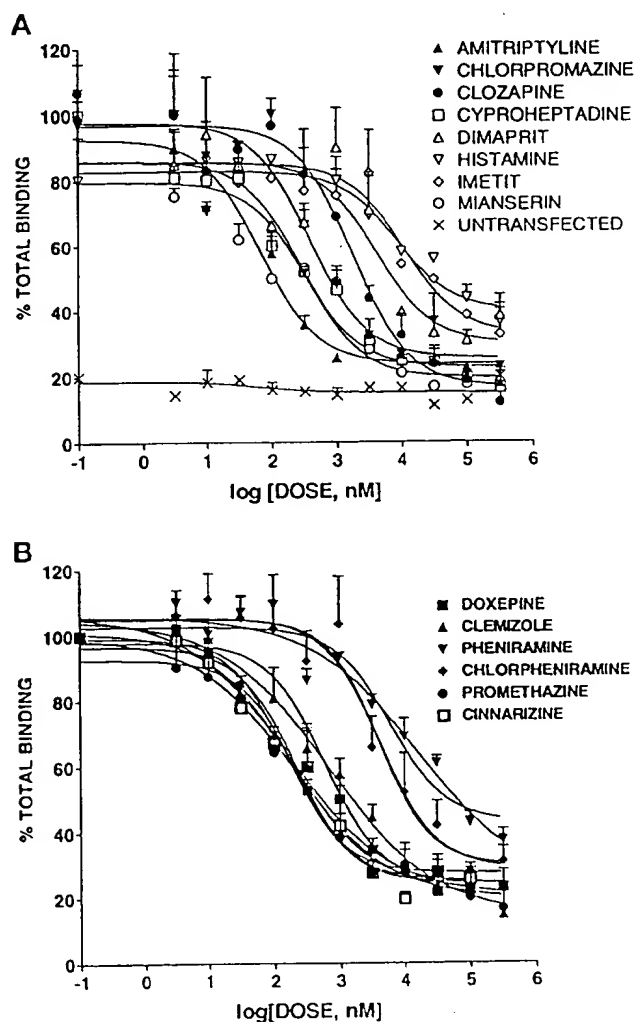 A
120
100
80
60
40
20
0
% TOTAL BINDING
-1 0 1 2 3 4 5 6
log [DOSE, nM]
AMITRIPTYLINE
CHLORPROMAZINE
CLOZAPINE
CYPROHEPTADINE
DIMAPRIT
HISTAMINE
IMETIT
MIANSERIN
UNTRANSFECTED
B
120
100
80
60
40
20
0
% TOTAL BINDING
-1 0 1 2 3 4 5 6
log[DOSE, nM]
DOXEPINE
CLEMIZOLE
PHENIRAMINE
CHLORPHENIRAMINE
PROMETHAZINE
CINNARIZINE